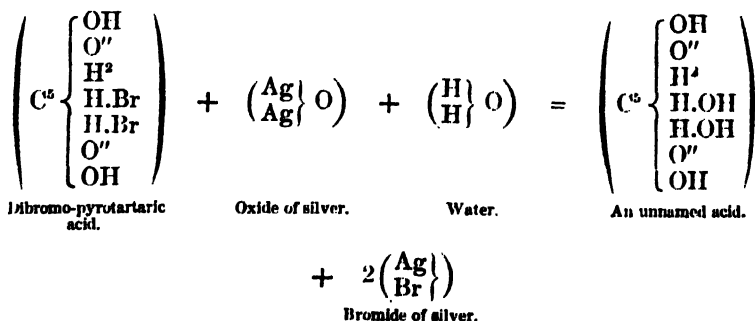 OH
O″
H²
C⁵ H.Br + (Ag Ag} O) + (H H} O) =
H.Br
O″
OH
Dibromo-pyrotartaric acid.
Oxide of silver.
Water.
OH
O″
H²
C⁵ H.OH
H.OH
O″
OH
An unnamed acid.
+ 2(Ag Br})
Bromide of silver.